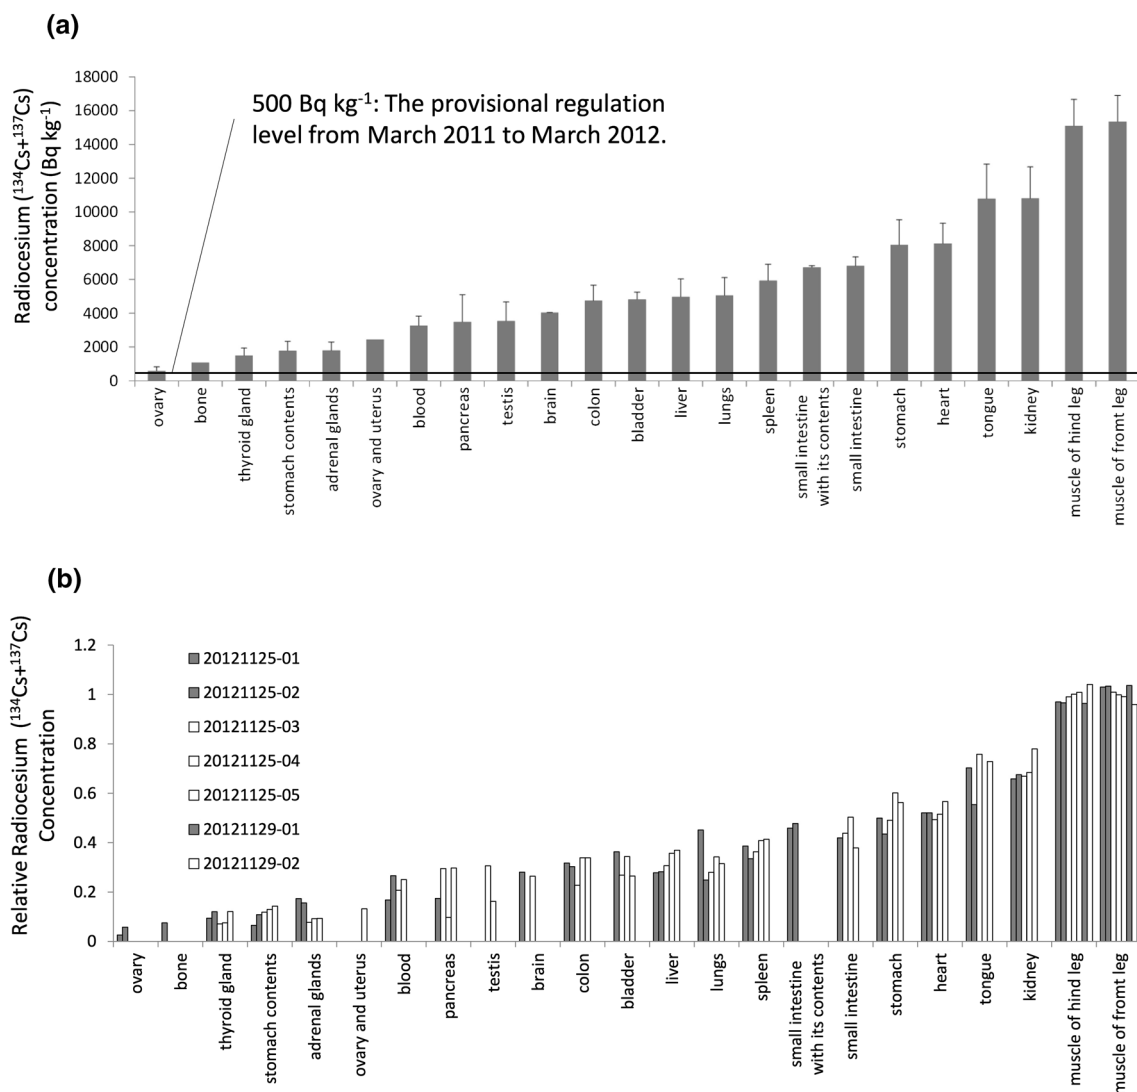 (a)
Radiocesium (¹³⁴Cs+¹³⁷Cs)
concentration (Bq kg⁻¹)
18000
16000
14000
12000
10000
8000
6000
4000
2000
0
500 Bq kg⁻¹: The provisional regulation
level from March 2011 to March 2012.
ovary
bone
thyroid gland
stomach contents
adrenal glands
ovary and uterus
blood
pancreas
testis
brain
colon
bladder
liver
lungs
spleen
small intestine
with its contents
small intestine
stomach
heart
tongue
kidney
muscle of hind leg
muscle of fromt leg
(b)
Relative Radiocesium (¹³⁴Cs+¹³⁷Cs)
Concentration
1.2
1
0.8
0.6
0.4
0.2
0
20121125-01
20121125-02
20121125-03
20121125-04
20121125-05
20121129-01
20121129-02
ovary
bone
thyroid gland
stomach contents
adrenal glands
ovary and uterus
blood
pancreas
testis
brain
colon
bladder
liver
lungs
spleen
small intestine
with its contents
small intestine
stomach
heart
tongue
kidney
muscle of hind leg
muscle of fromt leg